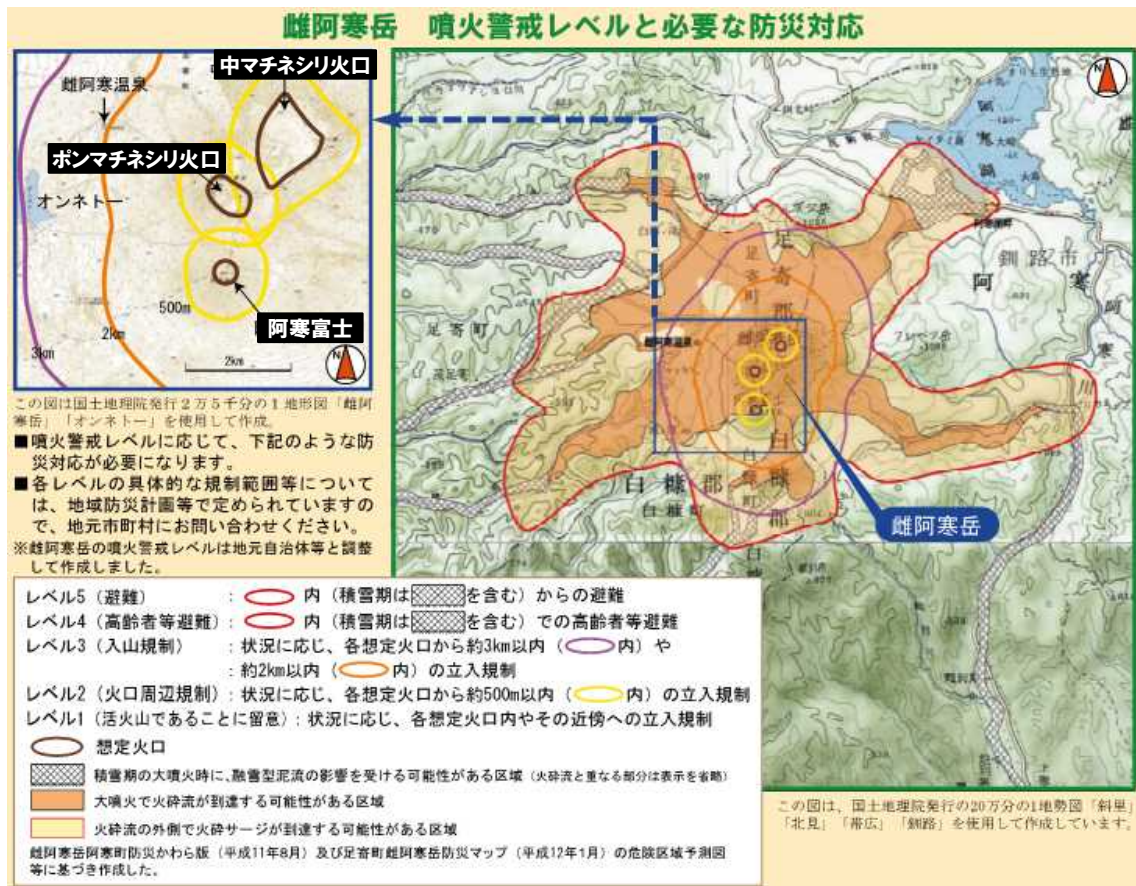 雌阿寒岳 噴火警戒レベルと必要な防災対応
中マチネシリ火口
雌阿寒温泉
ポンマチネシリ火口
オンネトー
500m
阿寒富士
2km
3km
2km
N
この図は国土地理院発行2万5千分の1地形図「雌阿
寒岳」「オンネトー」を使用して作成。
■噴火警戒レベルに応じて、下記のような防
災対応が必要になります。
■各レベルの具体的な規制範囲等について
は、地域防災計画等で定められていますの
で、地元市町村にお問い合わせください。
※雌阿寒岳の噴火警戒レベルは地元自治体等と調整
して作成しました。
N
阿寒湖
阿寒湖畔
釧路市
阿寒
フレベツ岳
足寄郡
足寄町
足寄町
雌阿寒温泉
白糠郡
白糠町
白糠郡
白糠町
雌阿寒岳
レベル5（避難）　：　内（積雪期は　を含む）からの避難
レベル4（高齢者等避難）：　内（積雪期は　を含む）での高齢者等避難
レベル3（入山規制）　：状況に応じ、各想定火口から約3km以内（　内）や
：約2km以内（　内）の立入規制
レベル2（火口周辺規制）：状況に応じ、各想定火口から約500m以内（　内）の立入規制
レベル1（活火山であることに留意）：状況に応じ、各想定火口内やその近傍への立入規制
想定火口
積雪期の大噴火時に、融雪型泥流の影響を受ける可能性がある区域（火砕流と重なる部分は表示を省略）
大噴火で火砕流が到達する可能性がある区域
火砕流の外側で火砕サージが到達する可能性がある区域
雌阿寒岳阿寒町防災かわら版（平成11年8月）及び足寄町雌阿寒岳防災マップ（平成12年1月）の危険区域予測図
等に基づき作成した。
この図は、国土地理院発行の20万分の1地勢図「斜里」
「北見」「帯広」「釧路」を使用して作成しています。